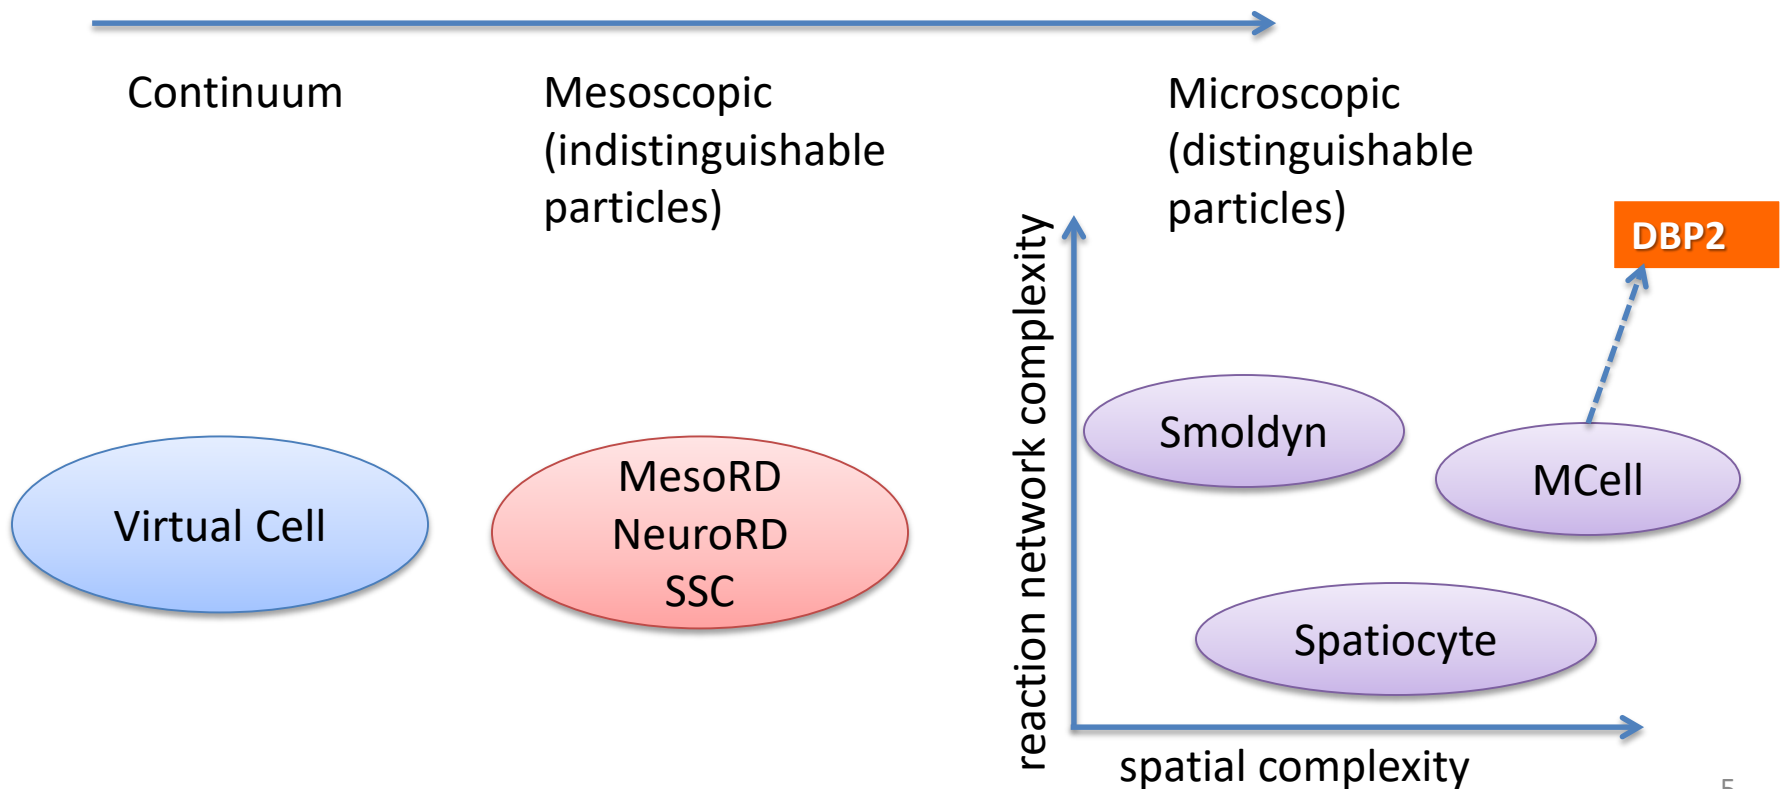 Continuum
Mesoscopic
(indistinguishable
particles)
Microscopic
(distinguishable
particles)
DBP2
reaction network complexity
Smoldyn
MCell
Spatiocyte
spatial complexity
Virtual Cell
MesoRD
NeuroRD
SSC
5